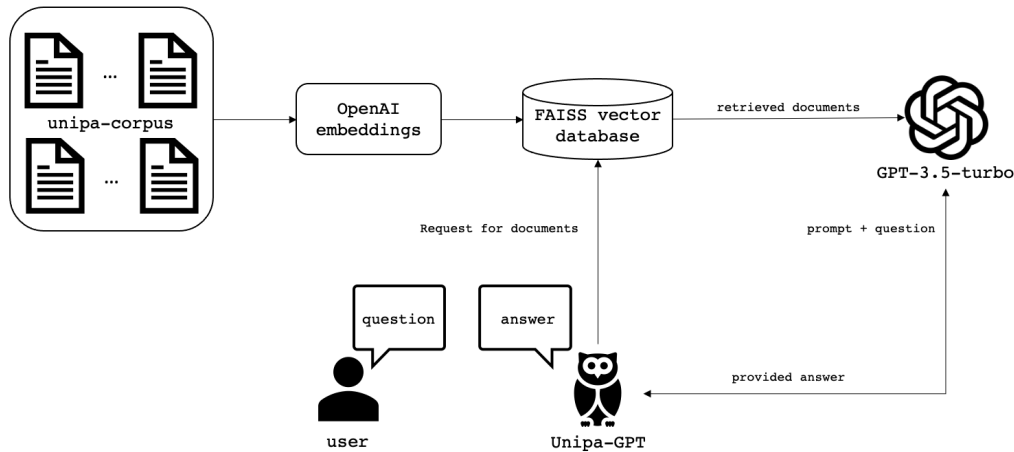 ...
unipa-corpus
...
OpenAI
embeddings
FAISS vector
database
retrieved documents
GPT-3.5-turbo
Request for documents
prompt + question
question
answer
provided answer
user
Unipa-GPT